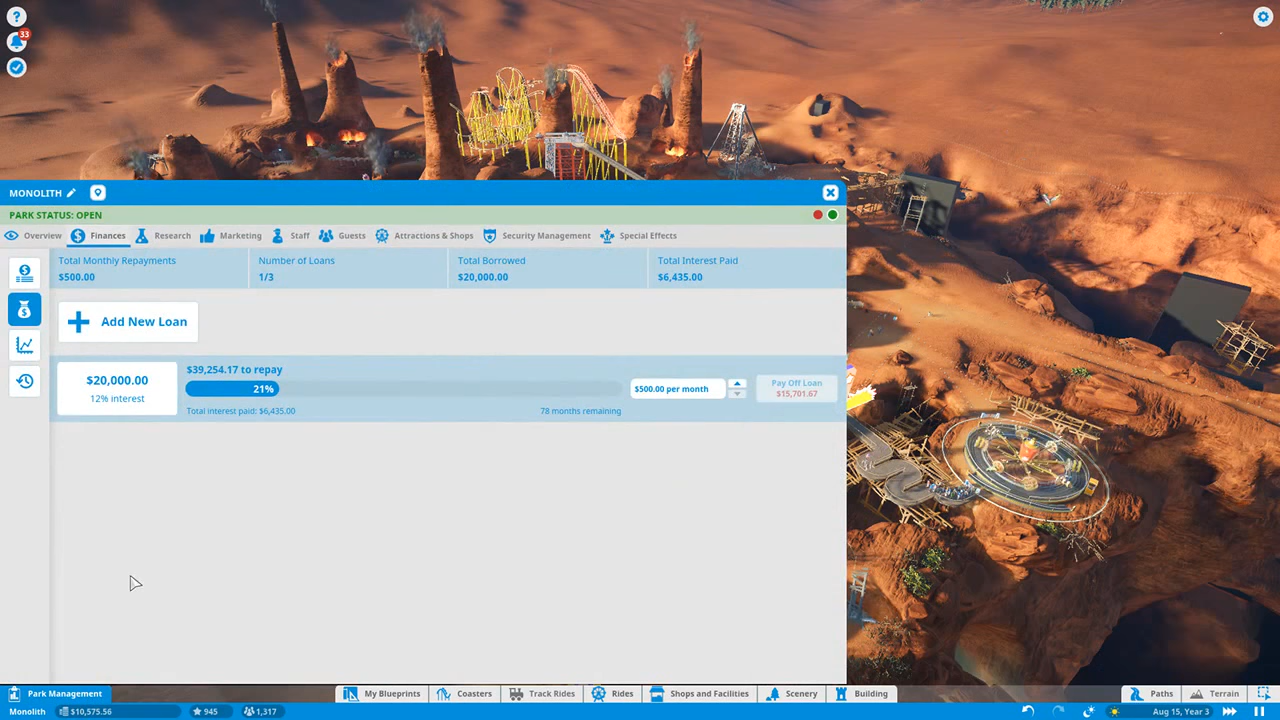 33
MONOLITH
PARK STATUS: OPEN
Overview Finances Research Marketing Staff Guests Attractions & Shops Security Management Special Effects
Total Monthly Repayments Number of Loans Total Borrowed Total Interest Paid
$500.00 1/3 $20,000.00 $6,435.00
Add New Loan
$39,254.17 to repay
$20,000.00
12% interest
21%
$500.00 per month
Pay Off Loan
$15,701.67
Total interest paid: $6,435.00 78 months remaining
Park Management My Blueprints Coasters Track Rides Rides Shops and Facilities Scenery Building Paths Terrain
Monolith $10,575.56 945 1,317 Aug 15, Year 3